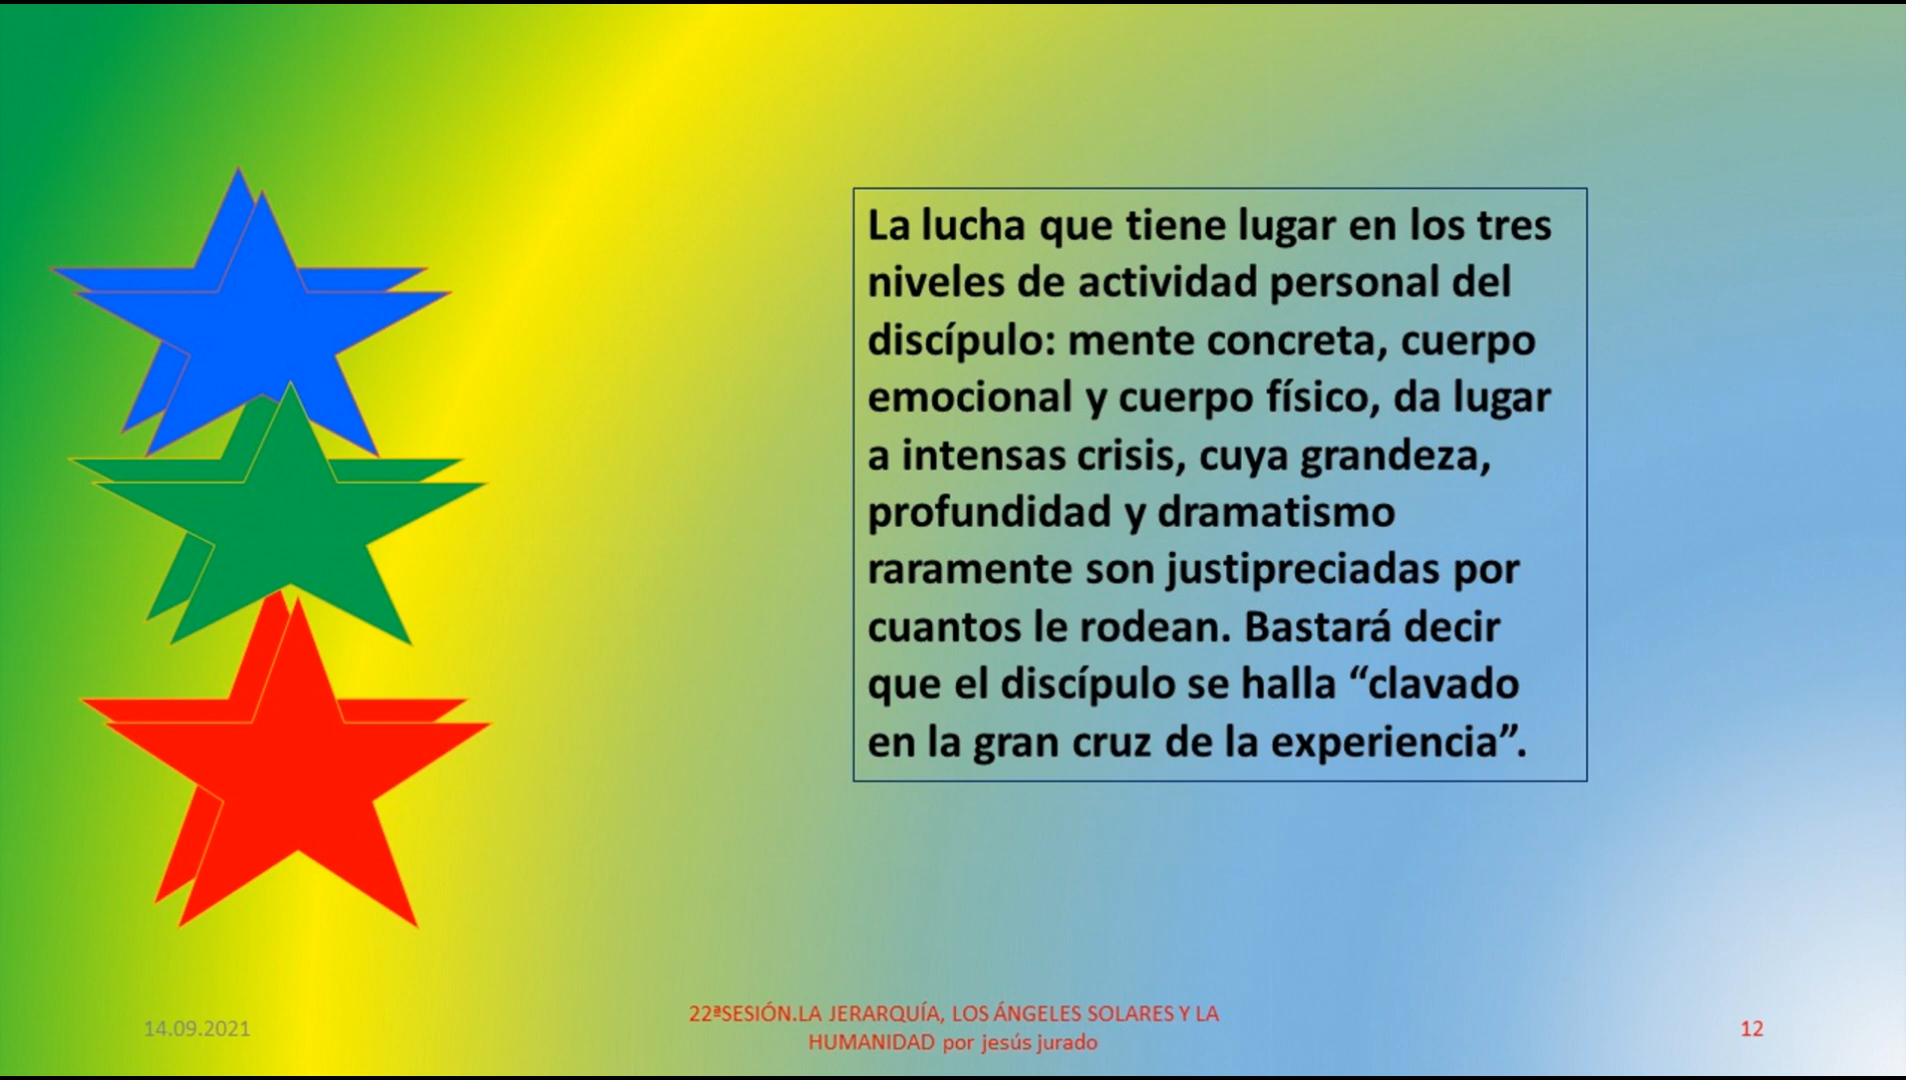 La lucha que tiene lugar en los tres
niveles de actividad personal del
discípulo: mente concreta, cuerpo
emocional y cuerpo físico, da lugar
a intensas crisis, cuya grandeza,
profundidad y dramatismo
raramente son justipreciadas por
cuantos le rodean. Bastará decir
que el discípulo se halla “clavado
en la gran cruz de la experiencia”.
14.09.2021
22ªSESIÓN.LA JERARQUÍA, LOS ÁNGELES SOLARES Y LA
HUMANIDAD por jesús jurado
12